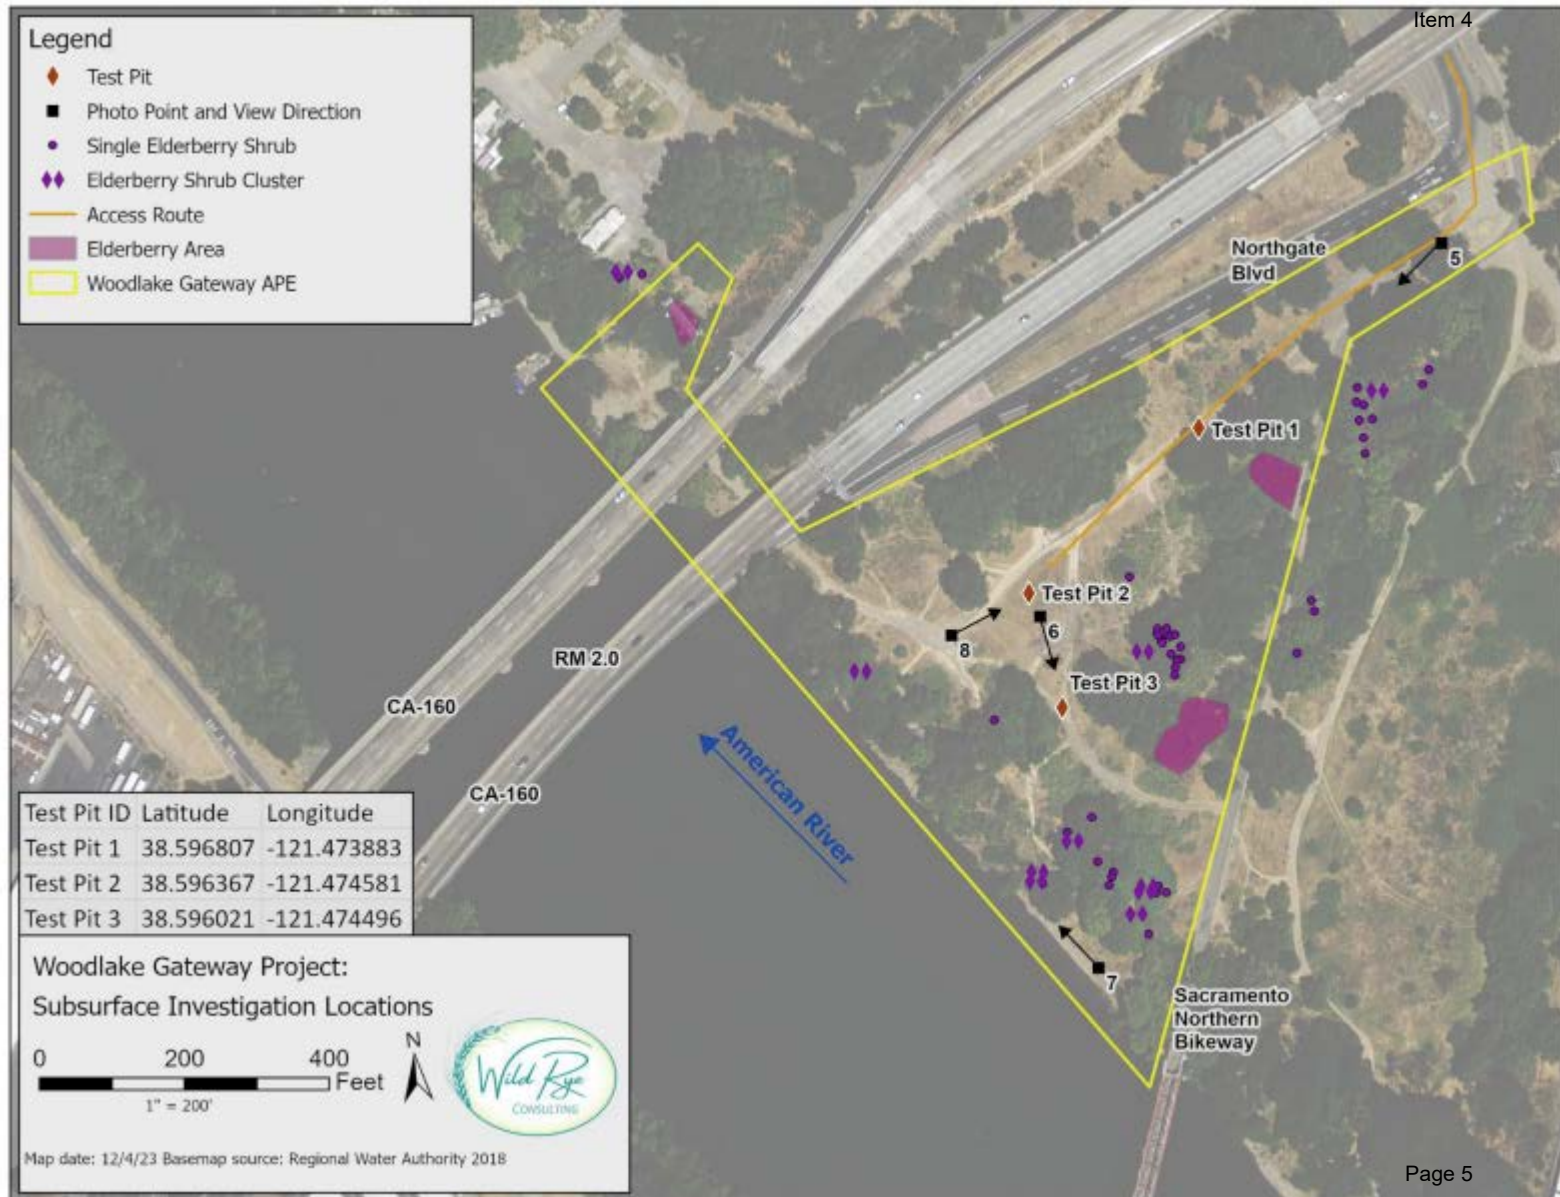 Item 4
Legend
Test Pit
Photo Point and View Direction
Single Elderberry Shrub
Elderberry Shrub Cluster
Access Route
Elderberry Area
Woodlake Gateway APE
Northgate
Blvd
5
Test Pit 1
Test Pit 2
6
8
Test Pit 3
RM 2.0
CA-160
American River
CA-160
Test Pit ID Latitude Longitude
Test Pit 1 38.596807 -121.473883
Test Pit 2 38.596367 -121.474581
Test Pit 3 38.596021 -121.474496
7
Sacramento
Northern
Bikeway
Woodlake Gateway Project:
Subsurface Investigation Locations
N
0 200 400
Feet
1" = 200'
Wild Rye
CONSULTING
Map date: 12/4/23 Basemap source: Regional Water Authority 2018
Page 5